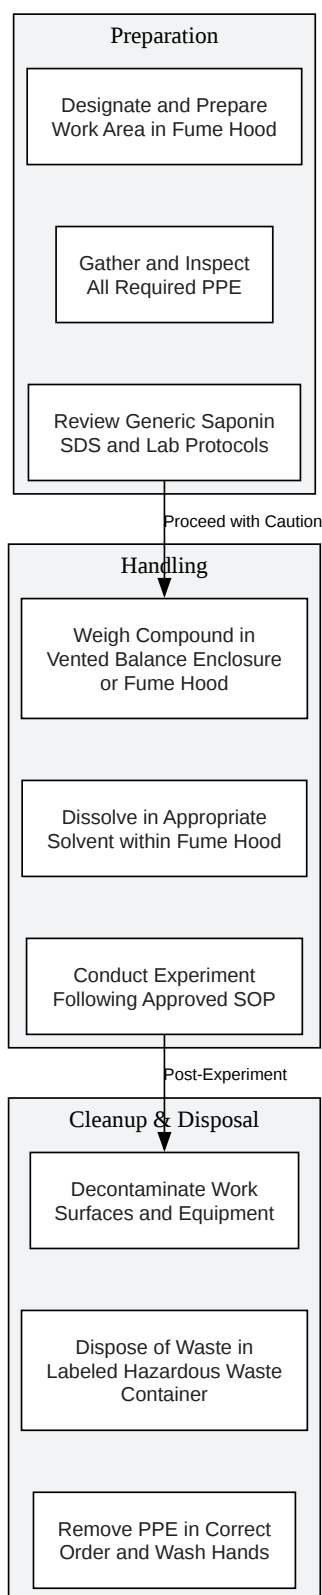 Preparation
Designate and Prepare
Work Area in Fume Hood
Gather and Inspect
All Required PPE
Review Generic Saponin
SDS and Lab Protocols
Proceed with Caution
Handling
Weigh Compound in
Vented Balance Enclosure
or Fume Hood
Dissolve in Appropriate
Solvent within Fume Hood
Conduct Experiment
Following Approved SOP
Post-Experiment
Cleanup & Disposal
Decontaminate Work
Surfaces and Equipment
Dispose of Waste in
Labeled Hazardous Waste
Container
Remove PPE in Correct
Order and Wash Hands